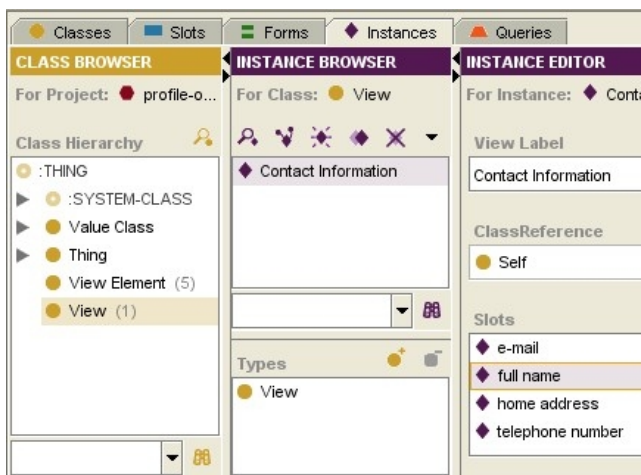 Classes Slots Forms Instances Queries
CLASS BROWSER
For Project: profile-o...
Class Hierarchy
:THING
:SYSTEM-CLASS
Value Class
Thing
View Element (5)
View (1)
INSTANCE BROWSER
For Class: View
Contact Information
Types
View
INSTANCE EDITOR
For Instance: Conta
View Label
Contact Information
ClassReference
Self
Slots
e-mail
full name
home address
telephone number